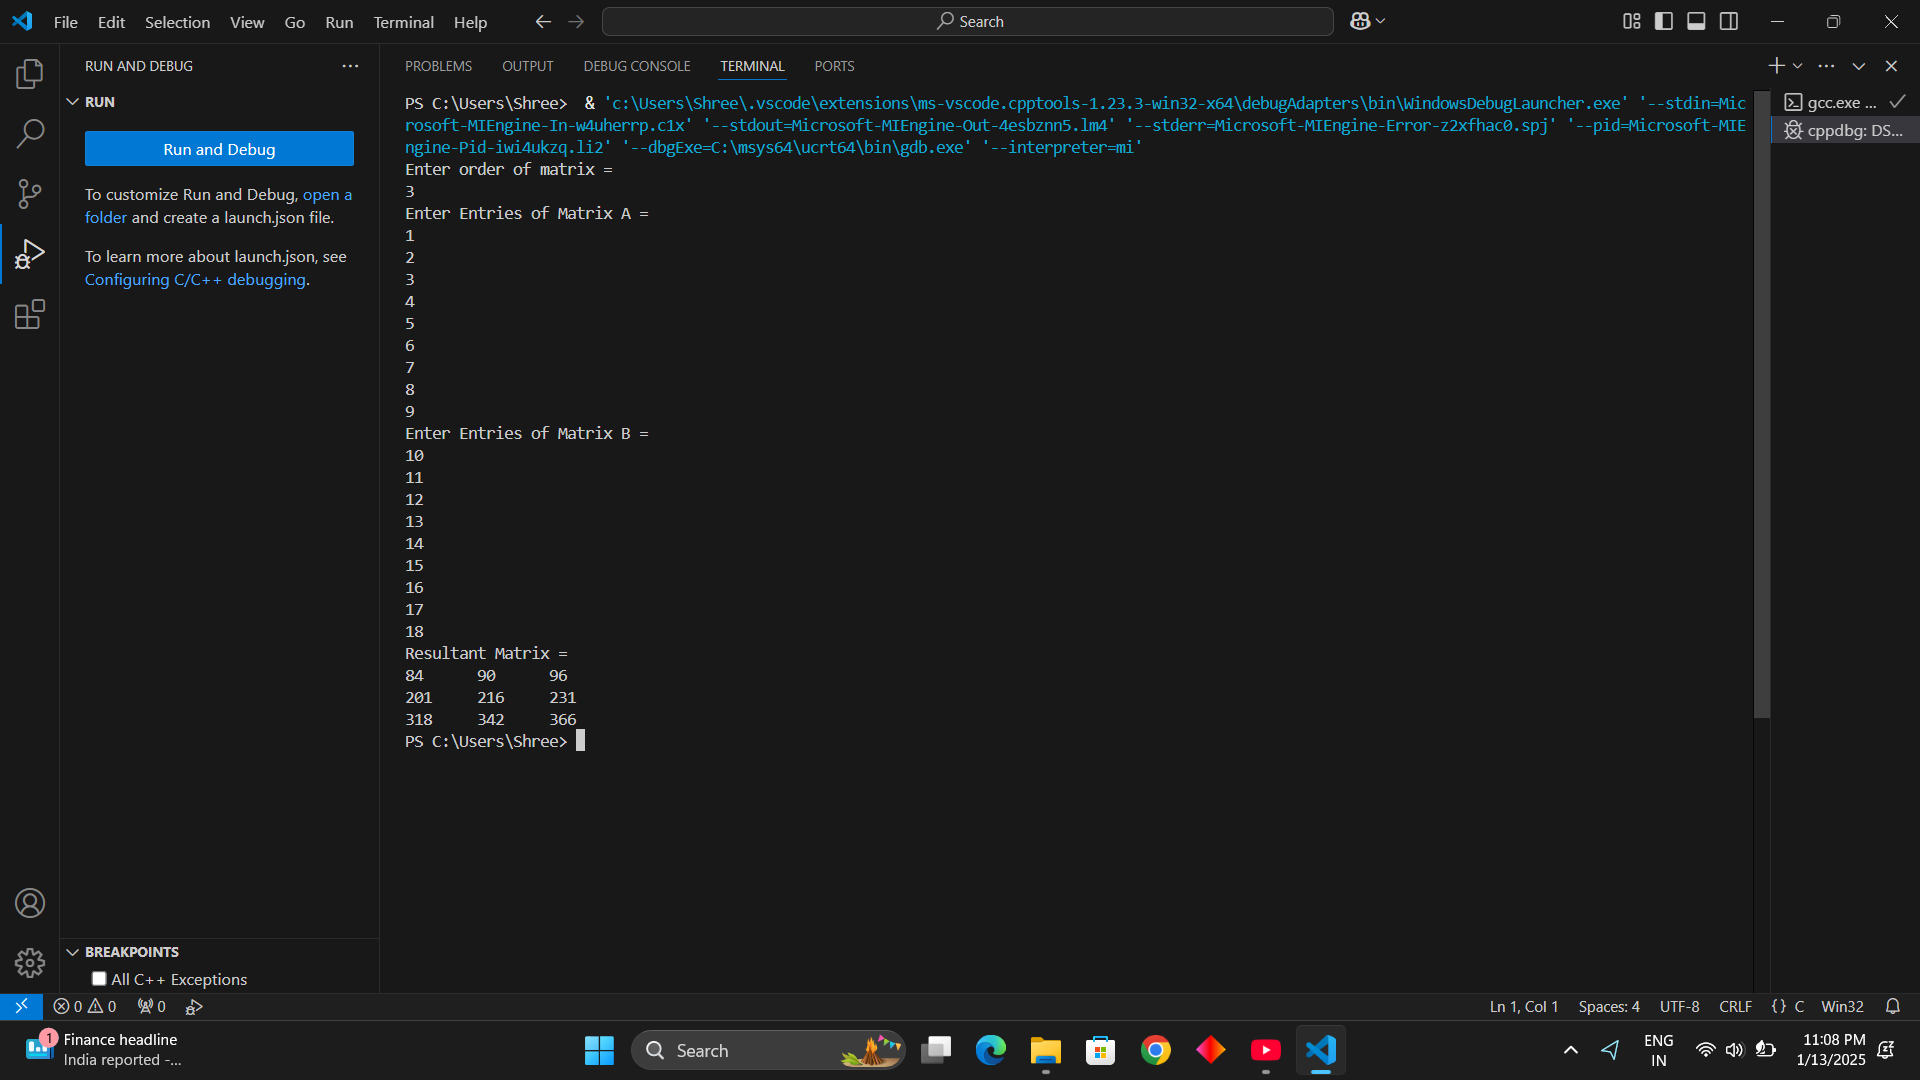 File Edit Selection View Go Run Terminal Help
Search
RUN AND DEBUG
RUN
Run and Debug
To customize Run and Debug, open a
folder and create a launch.json file.
To learn more about launch.json, see
Configuring C/C++ debugging.
BREAKPOINTS
All C++ Exceptions
PROBLEMS OUTPUT DEBUG CONSOLE TERMINAL PORTS
PS C:\Users\Shree>  & 'c:\Users\Shree\.vscode\extensions\ms-vscode.cpptools-1.23.3-win32-x64\debugAdapters\bin\WindowsDebugLauncher.exe' '--stdin=Mic
rosoft-MIEngine-In-w4uherrp.c1x' '--stdout=Microsoft-MIEngine-Out-4esbznn5.lm4' '--stderr=Microsoft-MIEngine-Error-z2xfhac0.spj' '--pid=Microsoft-MIE
ngine-Pid-iwi4ukzq.li2' '--dbgExe=C:\msys64\ucrt64\bin\gdb.exe' '--interpreter=mi'
Enter order of matrix =
3
Enter Entries of Matrix A =
1
2
3
4
5
6
7
8
9
Enter Entries of Matrix B =
10
11
12
13
14
15
16
17
18
Resultant Matrix =
84 90 96
201 216 231
318 342 366
PS C:\Users\Shree>
gcc.exe ...
cppdbg: DS...
0 0 0
Ln 1, Col 1 Spaces: 4 UTF-8 CRLF {} C Win32
1
Finance headline
India reported -...
Search
ENG
IN
11:08 PM
1/13/2025